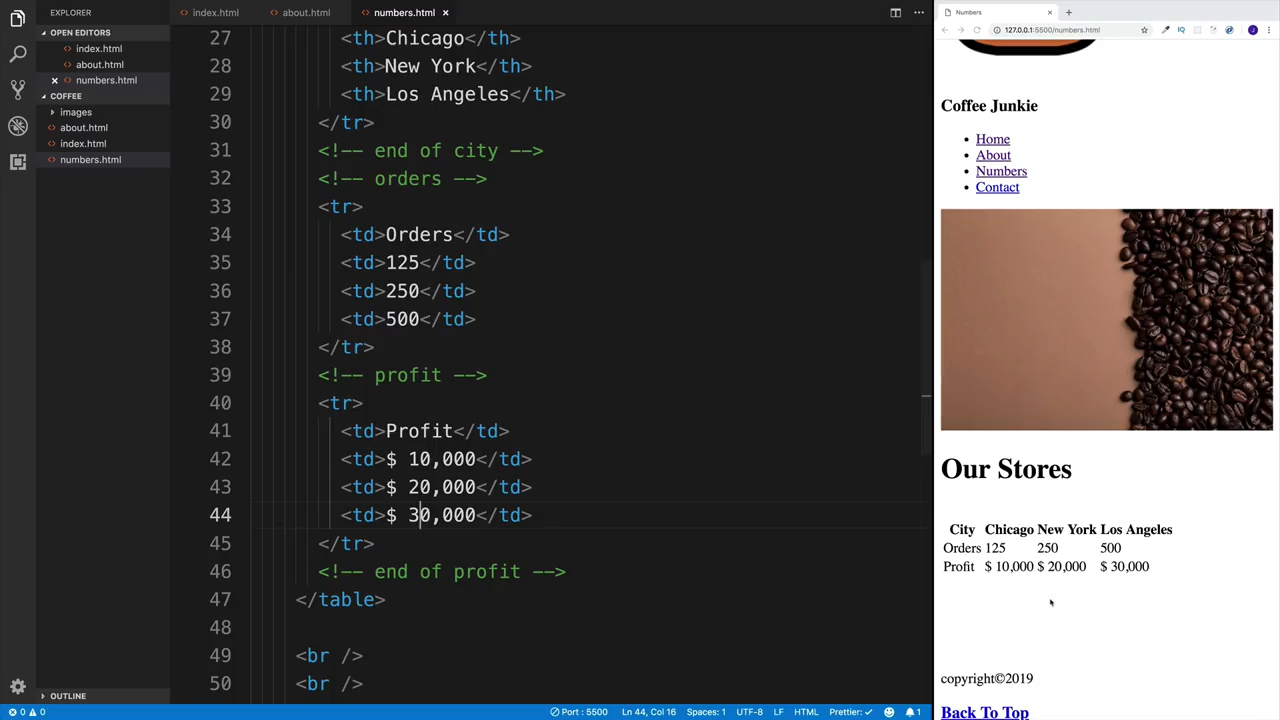 EXPLORER
OPEN EDITORS
index.html
about.html
numbers.html
COFFEE
images
about.html
index.html
numbers.html
OUTLINE
index.html about.html numbers.html
27 <th>Chicago</th>
28 <th>New York</th>
29 <th>Los Angeles</th>
30 </tr>
31 <!-- end of city -->
32 <!-- orders -->
33 <tr>
34 <td>Orders</td>
35 <td>125</td>
36 <td>250</td>
37 <td>500</td>
38 </tr>
39 <!-- profit -->
40 <tr>
41 <td>Profit</td>
42 <td>$ 10,000</td>
43 <td>$ 20,000</td>
44 <td>$ 30,000</td>
45 </tr>
46 <!-- end of profit -->
47 </table>
48
49 <br />
50 <br />
0 0 Port : 5500 Ln 44, Col 16 Spaces: 1 UTF-8 LF HTML Prettier: ✓ 1
Numbers
127.0.0.1:5500/numbers.html
IQ
J
Coffee Junkie
Home
About
Numbers
Contact
Our Stores
City Chicago New York Los Angeles
Orders 125 250 500
Profit $ 10,000 $ 20,000 $ 30,000
copyright©2019
Back To Top